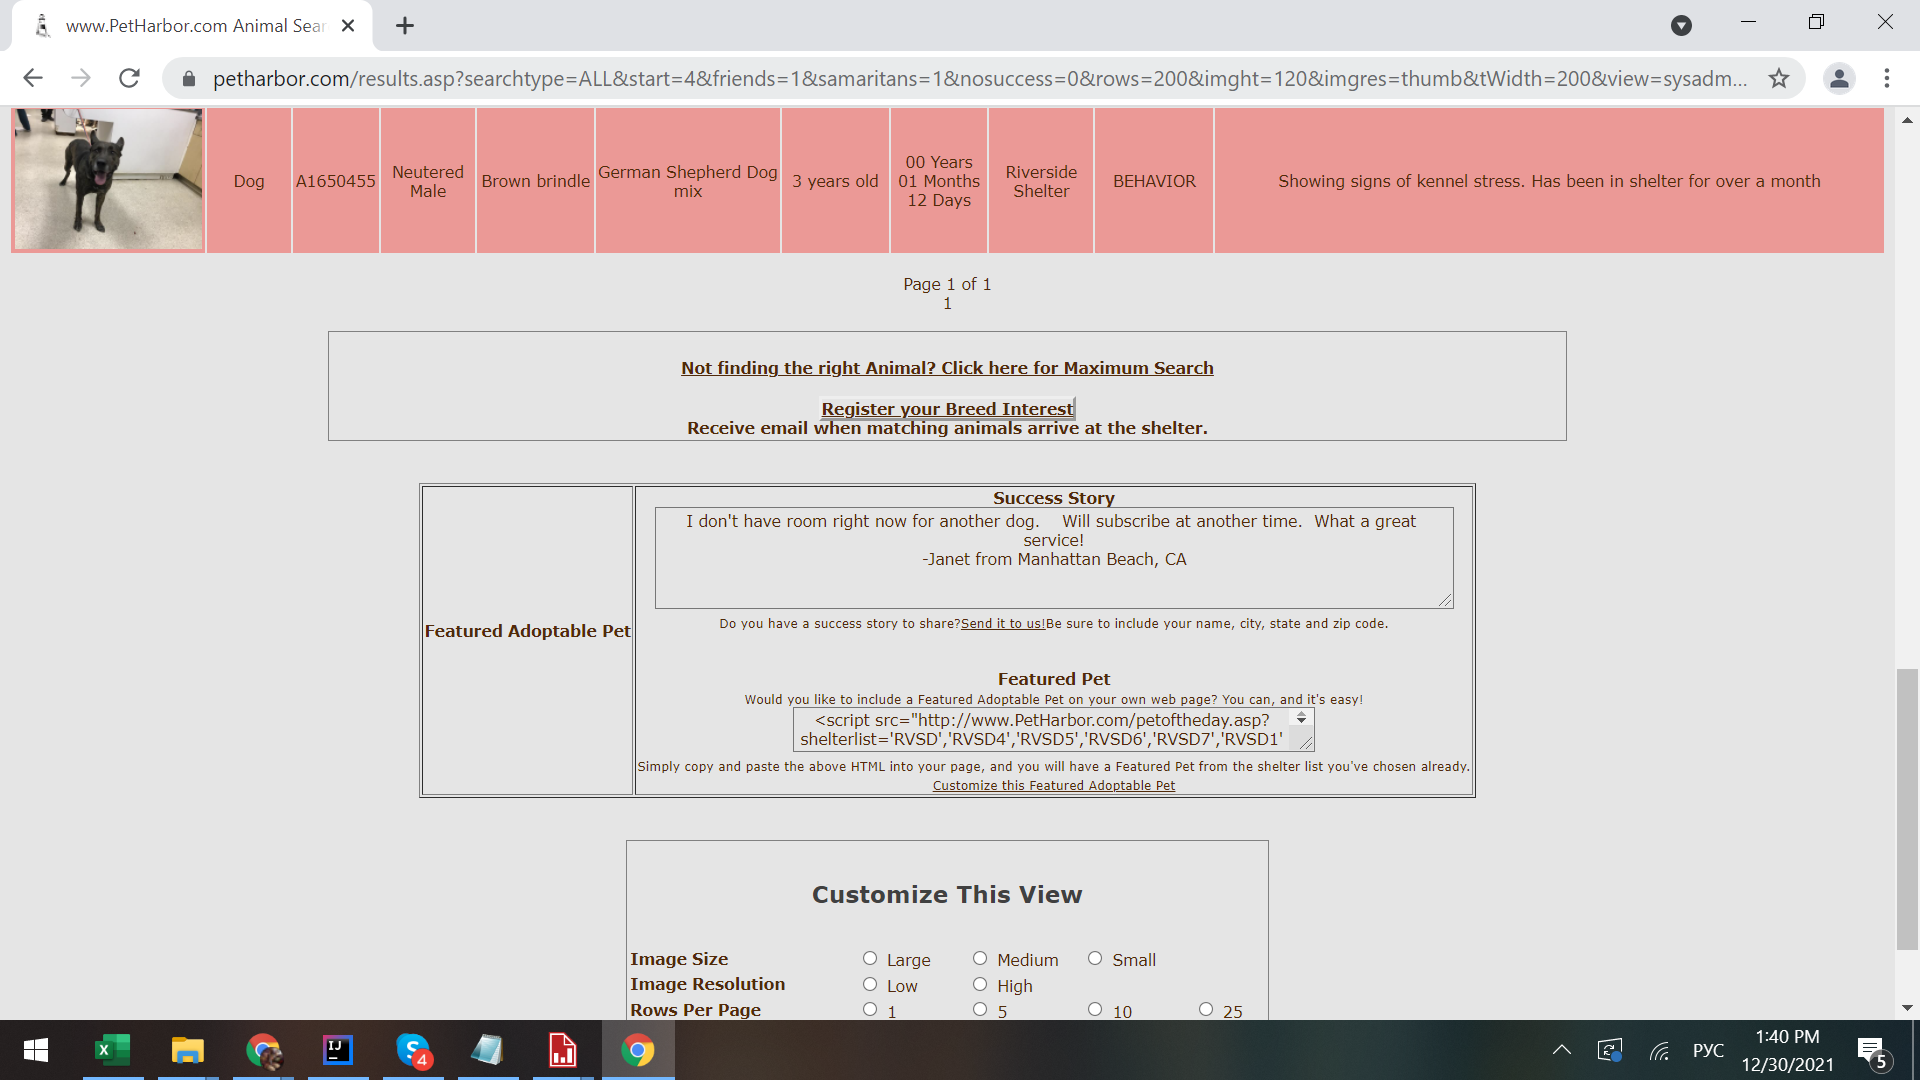 www.PetHarbor.com Animal Sear
petharbor.com/results.asp?searchtype=ALL&start=4&friends=1&samaritans=1&nosuccess=0&rows=200&imght=120&imgres=thumb&tWidth=200&view=sysadm...
Dog
A1650455
Neutered
Male
Brown brindle
German Shepherd Dog
mix
3 years old
00 Years
01 Months
12 Days
Riverside
Shelter
BEHAVIOR
Showing signs of kennel stress. Has been in shelter for over a month
Page 1 of 1
1
Not finding the right Animal? Click here for Maximum Search
Register your Breed Interest
Receive email when matching animals arrive at the shelter.
Featured Adoptable Pet
Success Story
I don't have room right now for another dog. Will subscribe at another time. What a great
service!
-Janet from Manhattan Beach, CA
Do you have a success story to share?Send it to us!Be sure to include your name, city, state and zip code.
Featured Pet
Would you like to include a Featured Adoptable Pet on your own web page? You can, and it's easy!
<script src="http://www.PetHarbor.com/petoftheday.asp?
shelterlist='RVSD','RVSD4','RVSD5','RVSD6','RVSD7','RVSD1'
Simply copy and paste the above HTML into your page, and you will have a Featured Pet from the shelter list you've chosen already.
Customize this Featured Adoptable Pet
Customize This View
Image Size Large Medium Small
Image Resolution Low High
Rows Per Page 1 5 10 25
IJ
4
РУС
1:40 PM
12/30/2021
5